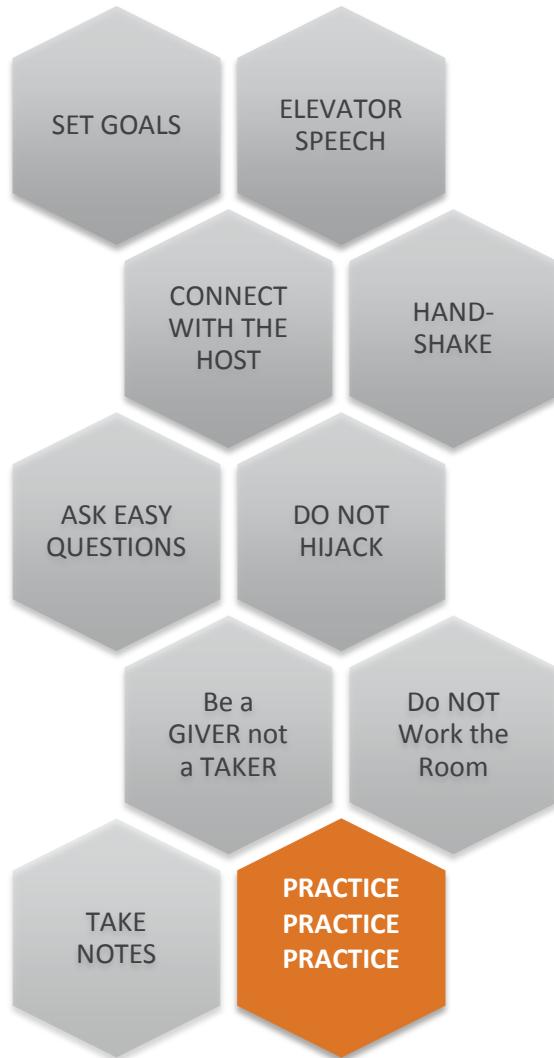 SET GOALS
ELEVATOR
SPEECH
CONNECT
WITH THE
HOST
HAND-
SHAKE
ASK EASY
QUESTIONS
DO NOT
HIJACK
Be a
GIVER not
a TAKER
Do NOT
Work the
Room
TAKE
NOTES
PRACTICE
PRACTICE
PRACTICE